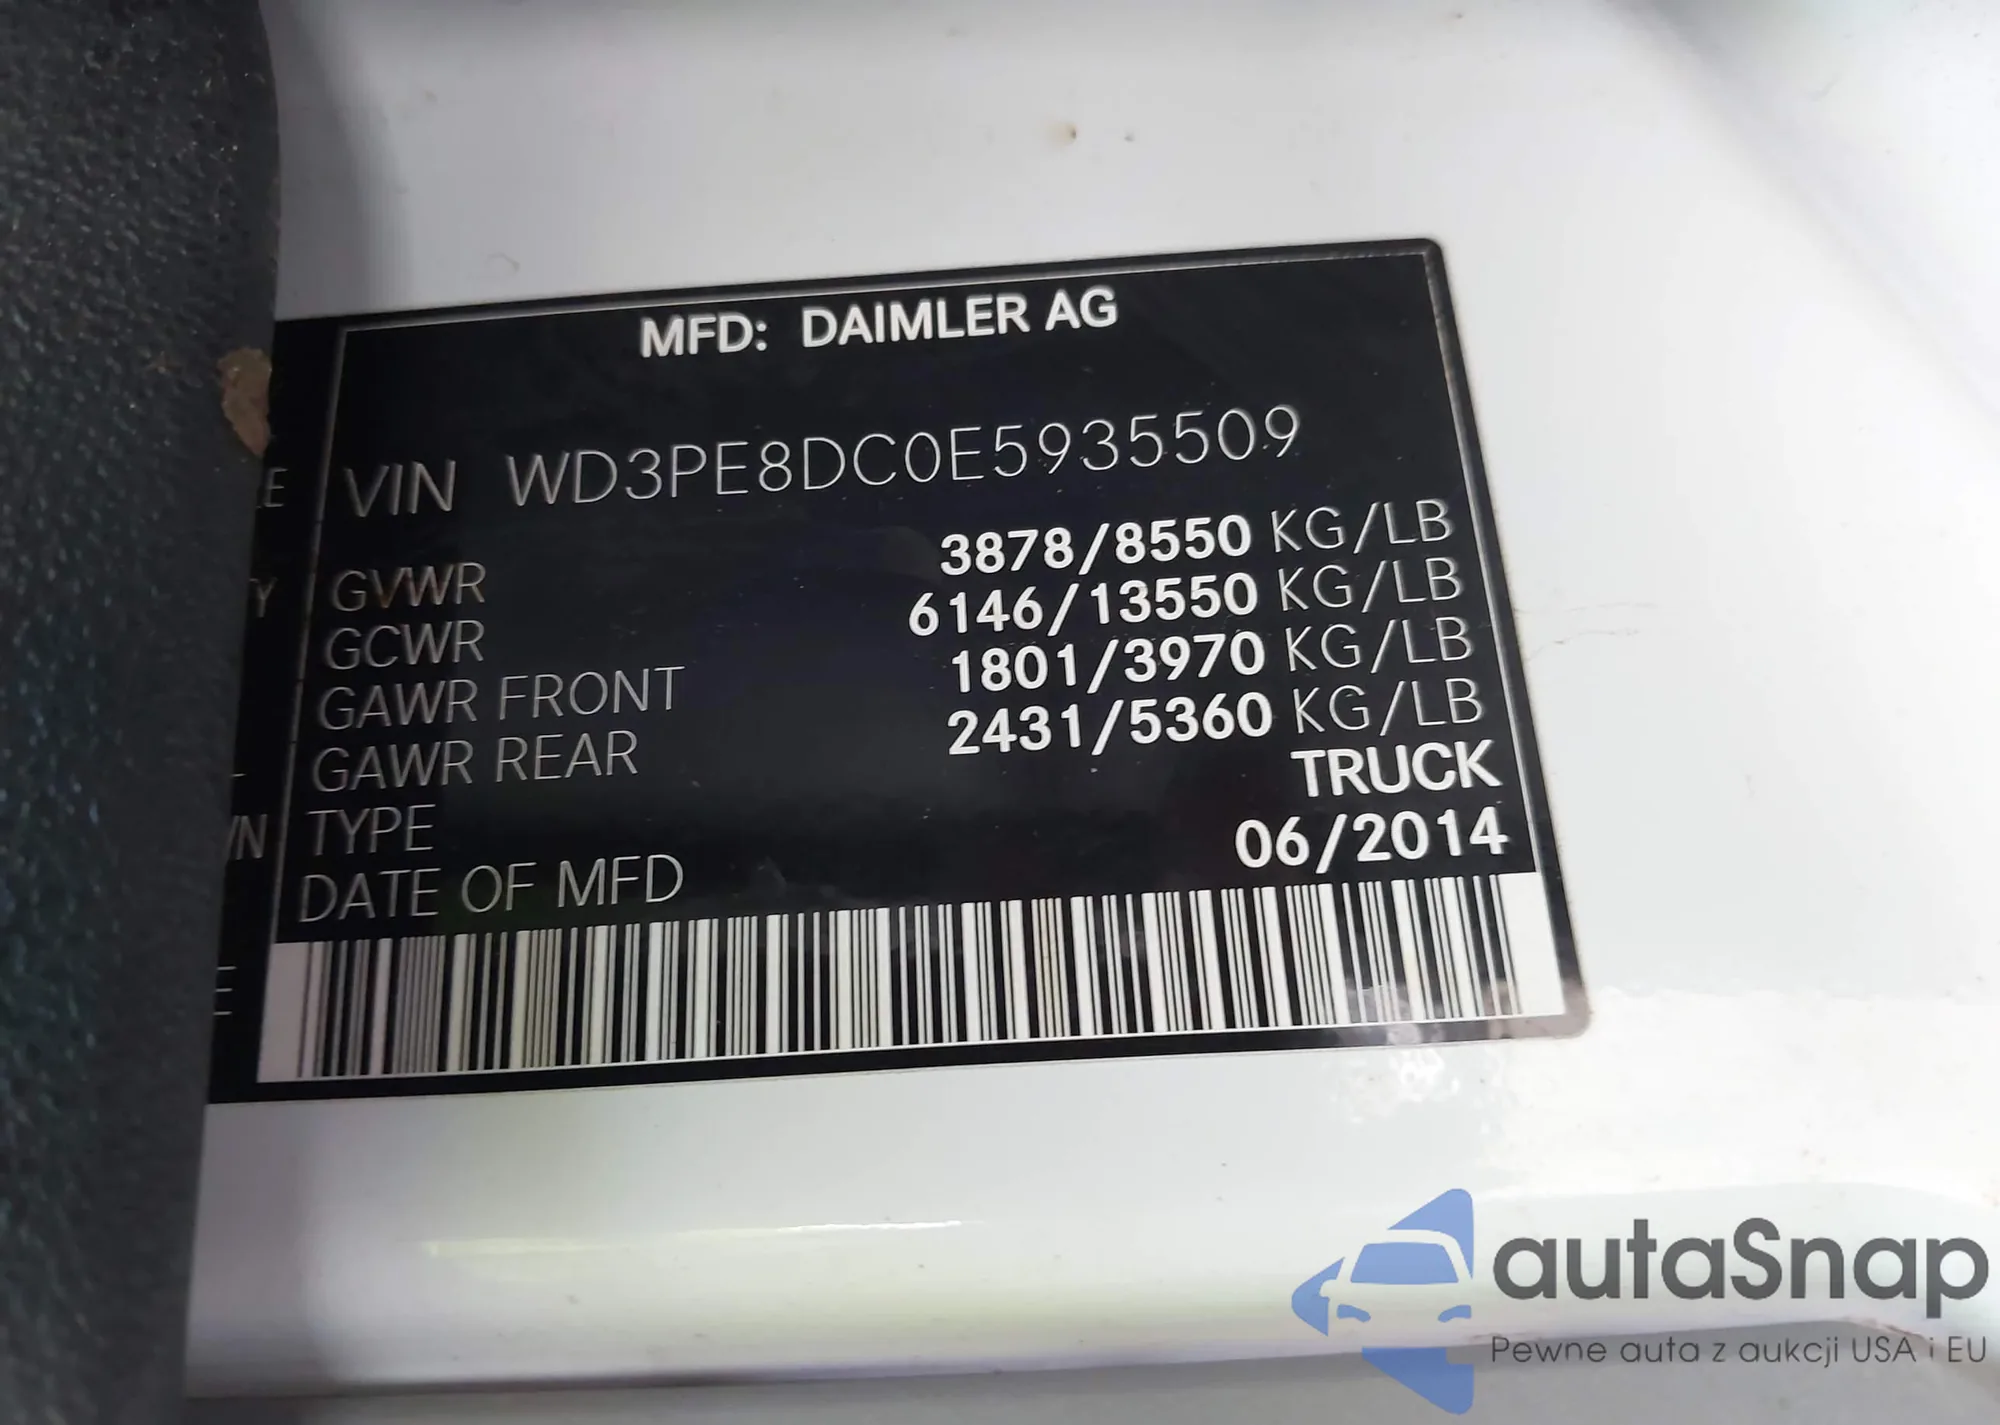 MFD: DAIMLER AG
VIN WD3PE8DC0E5935509
GVWR 3878/8550 KG/LB
GCWR 6146/13550 KG/LB
GAWR FRONT 1801/3970 KG/LB
GAWR REAR 2431/5360 KG/LB
TYPE TRUCK
DATE OF MFD 06/2014
autaSnap
Pewne auta z aukcji USA i EU